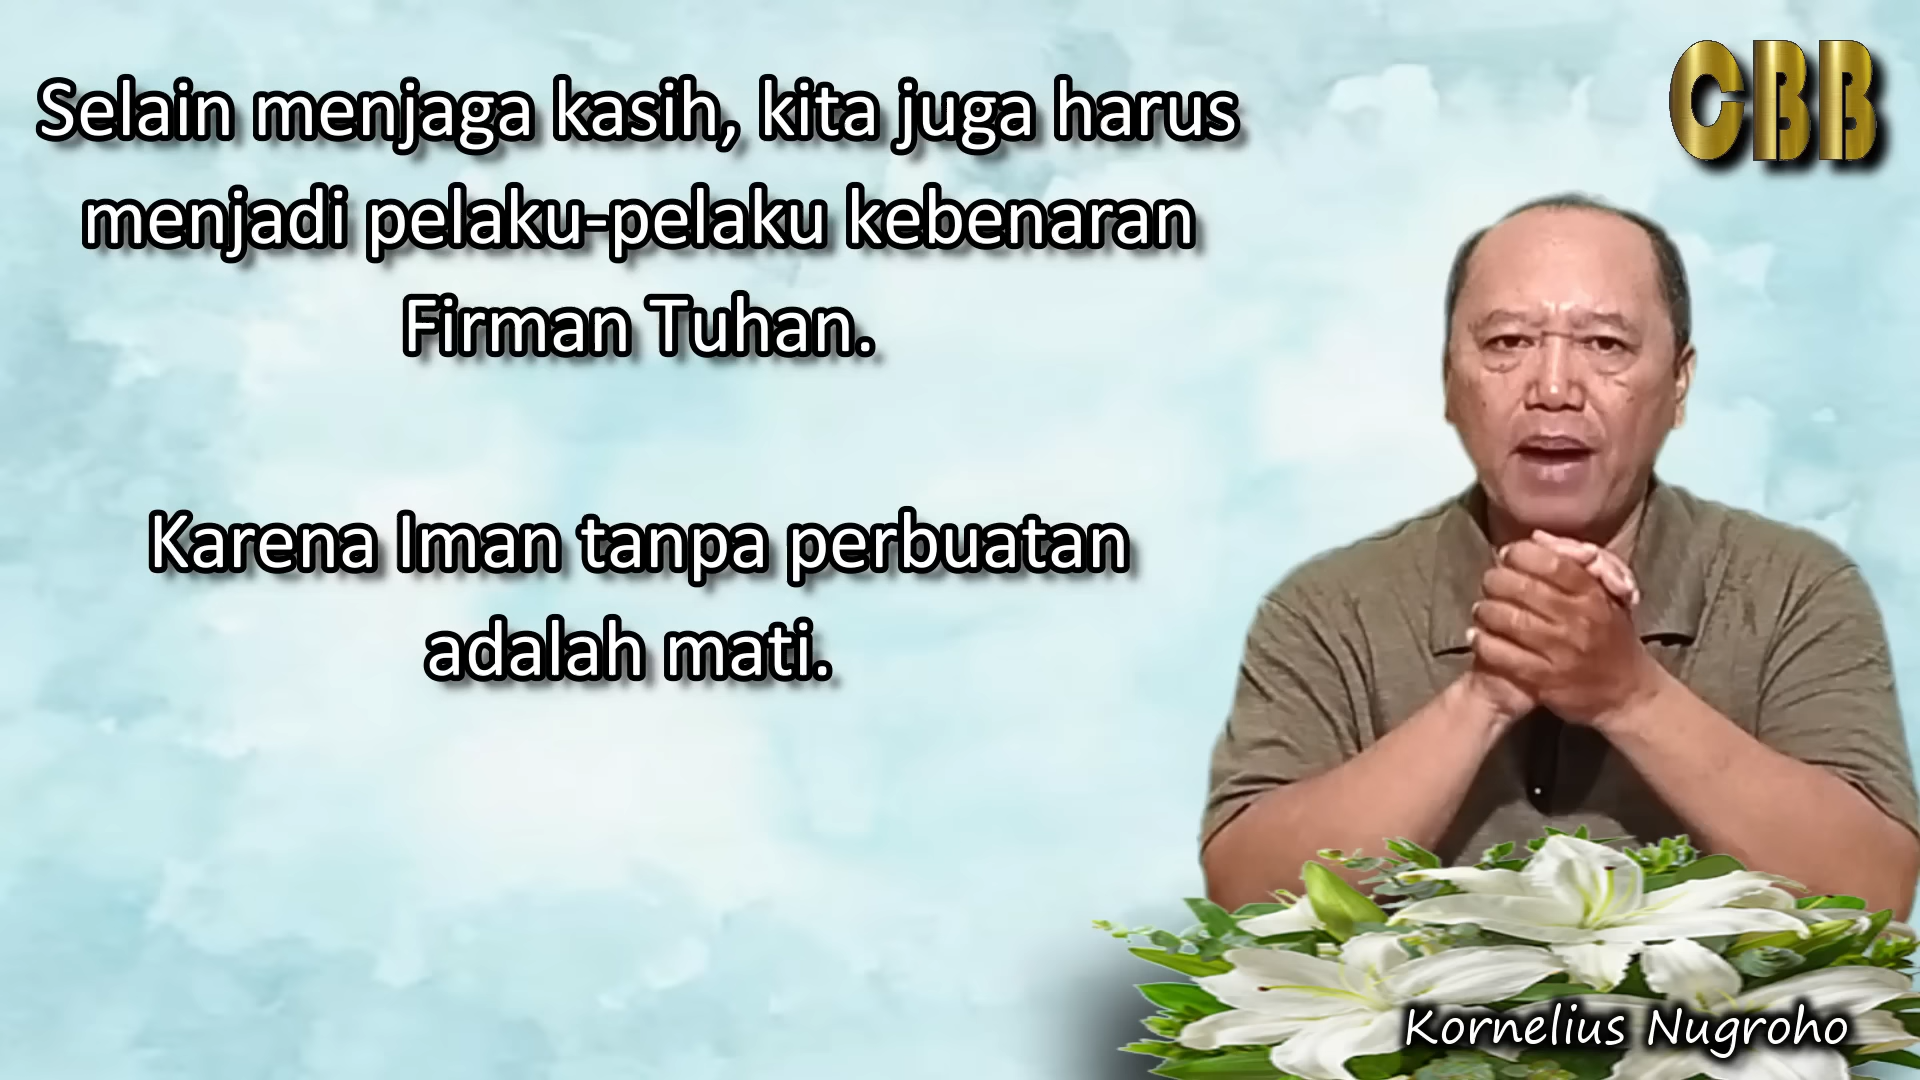 CBB
Selain menjaga kasih, kita juga harus
menjadi pelaku-pelaku kebenaran
Firman Tuhan.
Karena Iman tanpa perbuatan
adalah mati.
Kornelius Nugroho